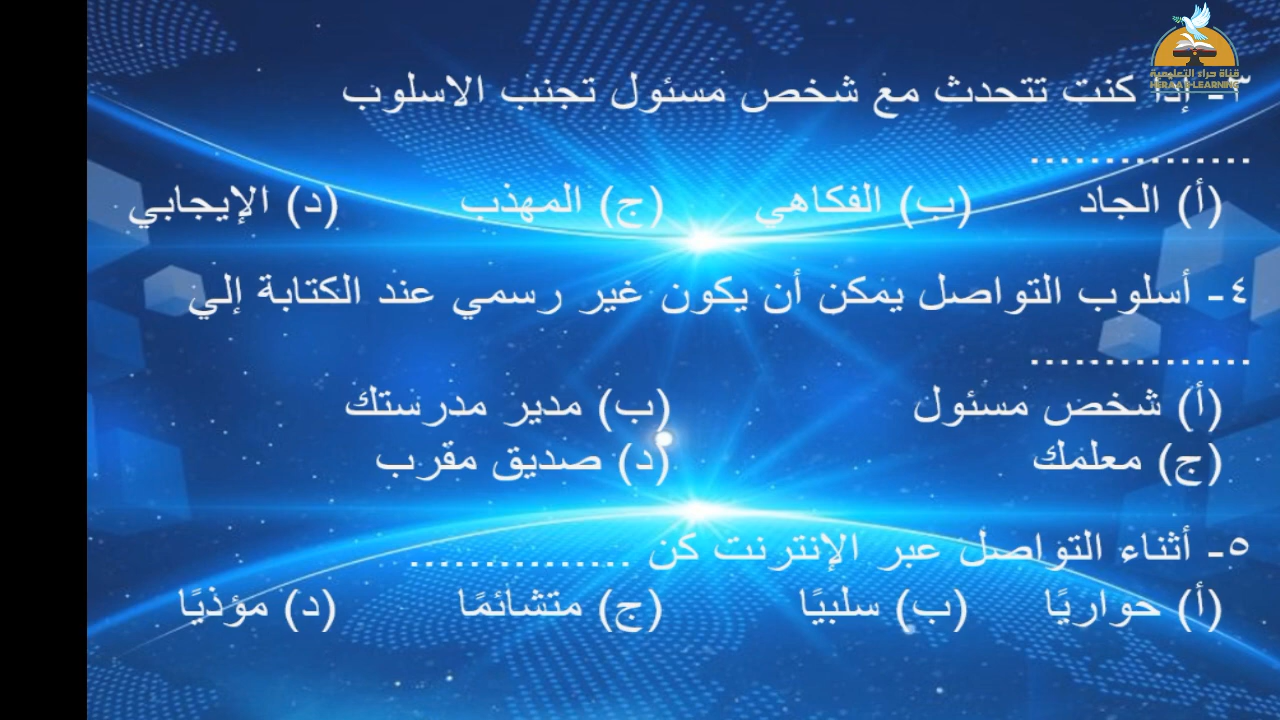 قناة حراء التعليمية
HERAA E-LEARNING
٣- إذا كنت تتحدث مع شخص مسئول تجنب الاسلوب
...............
(أ) الجاد (ب) الفكاهي (ج) المهذب (د) الإيجابي
٤- أسلوب التواصل يمكن أن يكون غير رسمي عند الكتابة إلي
...............
(أ) شخص مسئول (ب) مدير مدرستك
(ج) معلمك (د) صديق مقرب
٥- أثناء التواصل عبر الإنترنت كن ...............
(أ) حواريًا (ب) سلبيًا (ج) متشائمًا (د) مؤذيًا